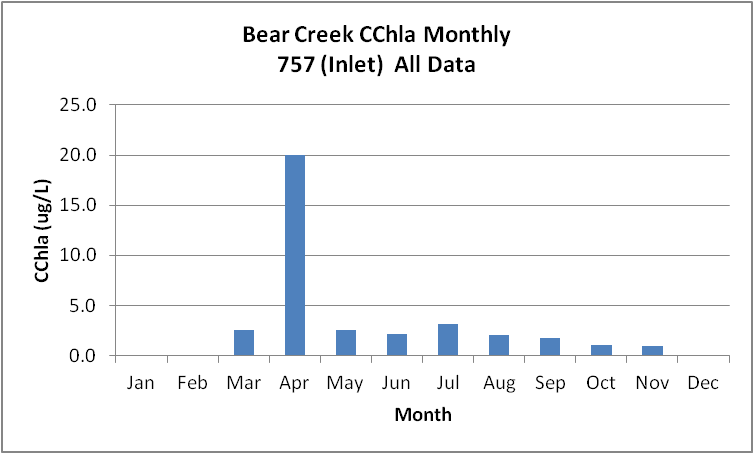 Bear Creek CChla Monthly
757 (Inlet)  All Data
CChla (ug/L)
25.0
20.0
15.0
10.0
5.0
0.0
Jan Feb Mar Apr May Jun Jul Aug Sep Oct Nov Dec
Month